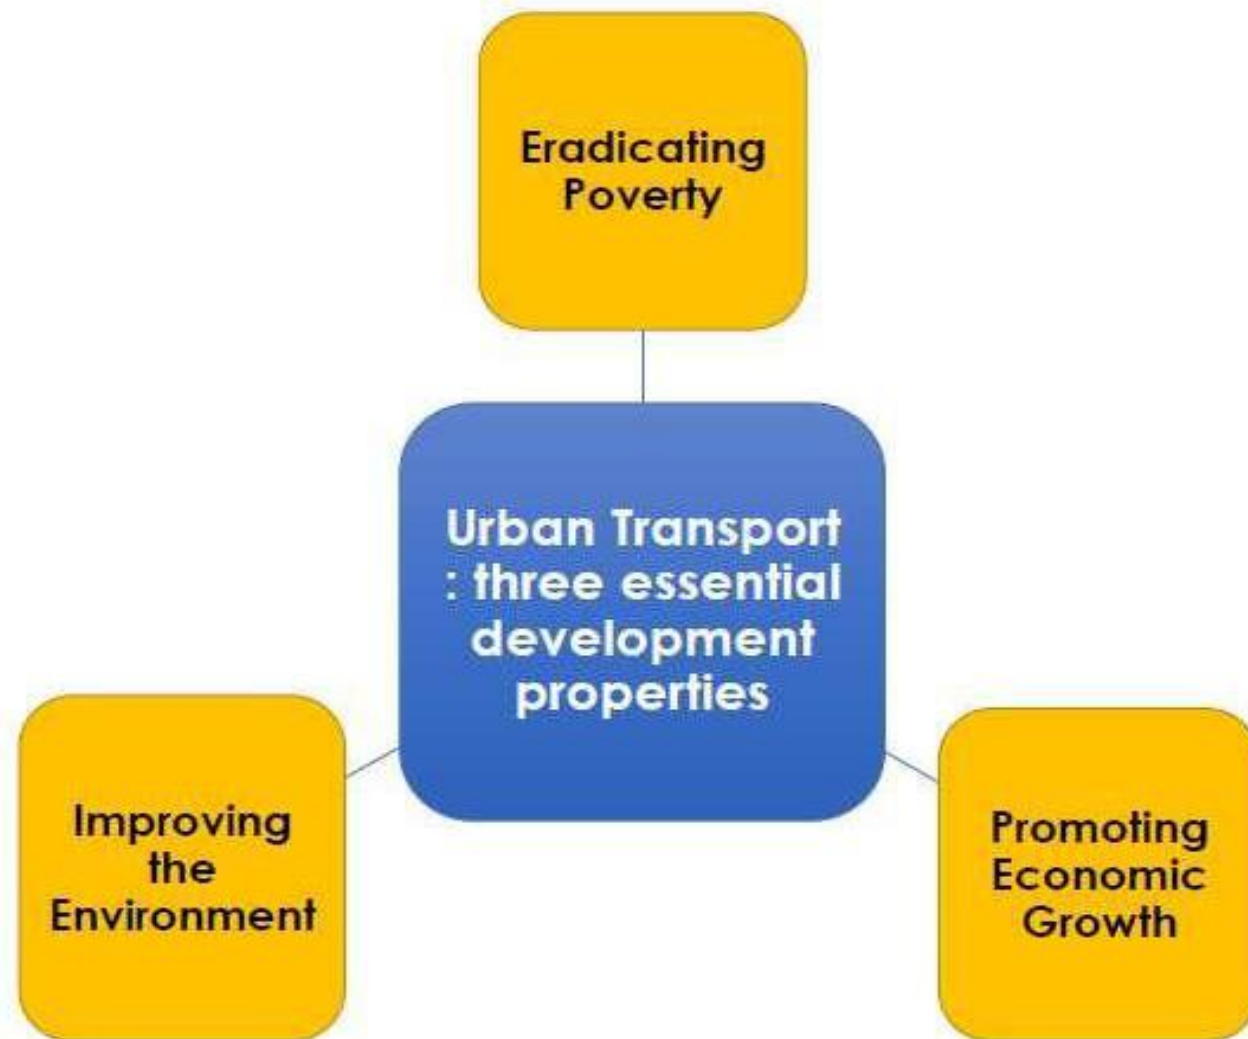 Eradicating
Poverty
Urban Transport
: three essential
development
properties
Improving
the
Environment
Promoting
Economic
Growth